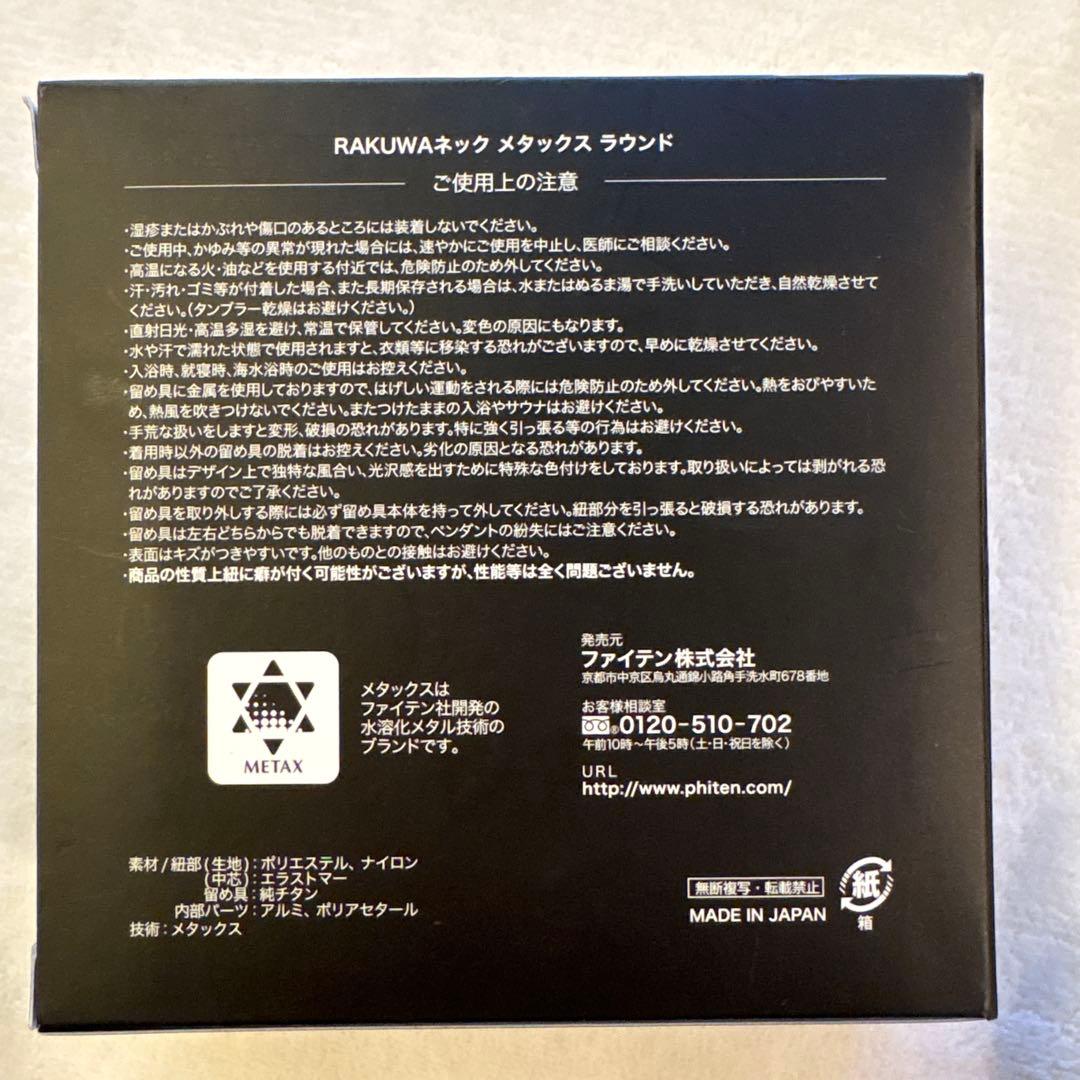 RAKUWAネック メタックス ラウンド
ご使用上の注意
・湿疹またはかぶれや傷口のあるところには装着しないでください。
・ご使用中、かゆみ等の異常が現れた場合には、速やかにご使用を中止し、医師にご相談ください。
・高温になる火・油などを使用する付近では、危険防止のため外してください。
・汗・汚れ・ゴミ等が付着した場合、また長期保存される場合は、水またはぬるま湯で手洗いしていただき、自然乾燥させて
ください。(タンブラー乾燥はお避けください。)
・直射日光・高温多湿を避け、常温で保管してください。変色の原因にもなります。
・水や汗で濡れた状態で使用されますと、衣類等に移染する恐れがございますので、早めに乾燥させてください。
・入浴時、就寝時、海水浴時のご使用はお控えください。
・留め具に金属を使用しておりますので、はげしい運動をされる際には危険防止のため外してください。熱をおびやすいた
め、熱風を吹きつけないでください。またつけたままの入浴やサウナはお避けください。
・手荒な扱いをしますと変形、破損の恐れがあります。特に強く引っ張る等の行為はお避けください。
・着用時以外の留め具の脱着はお控えください。劣化の原因となる恐れがあります。
・留め具はデザイン上で独特な風合い、光沢感を出すために特殊な色付けをしております。取り扱いによっては剥がれる恐
れがありますのでご了承ください。
・留め具を取り外しする際には必ず留め具本体を持って外してください。紐部分を引っ張ると破損する恐れがあります。
・留め具は左右どちらからでも脱着できますので、ペンダントの紛失にはご注意ください。
・表面はキズがつきやすいです。他のものとの接触はお避けください。
・商品の性質上紐に癖が付く可能性がございますが、性能等は全く問題ございません。
METAX
メタックスは
ファイテン社開発の
水溶化メタル技術の
ブランドです。
発売元
ファイテン株式会社
京都市中京区烏丸通錦小路角手洗水町678番地
お客様相談室
®0120-510-702
午前10時〜午後5時(土・日・祝日を除く)
URL
http://www.phiten.com/
素材/紐部(生地):ポリエステル、ナイロン
(中芯):エラストマー
留め具:純チタン
内部パーツ:アルミ、ポリアセタール
技術:メタックス
無断複写・転載禁止
MADE IN JAPAN
紙
箱